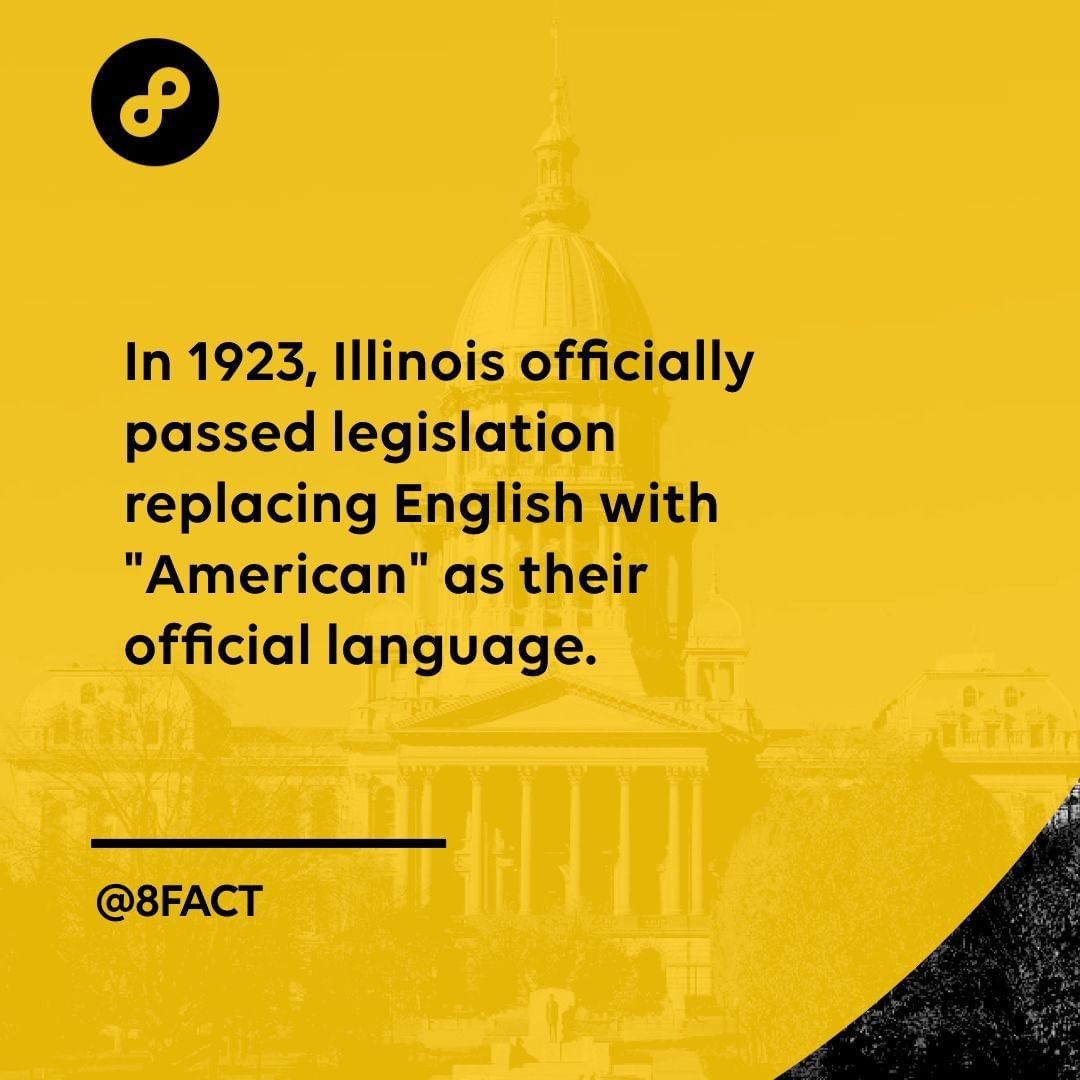 In 1923, Illinois officially
passed legislation
replacing English with
"American" as their
official language.
@8FACT